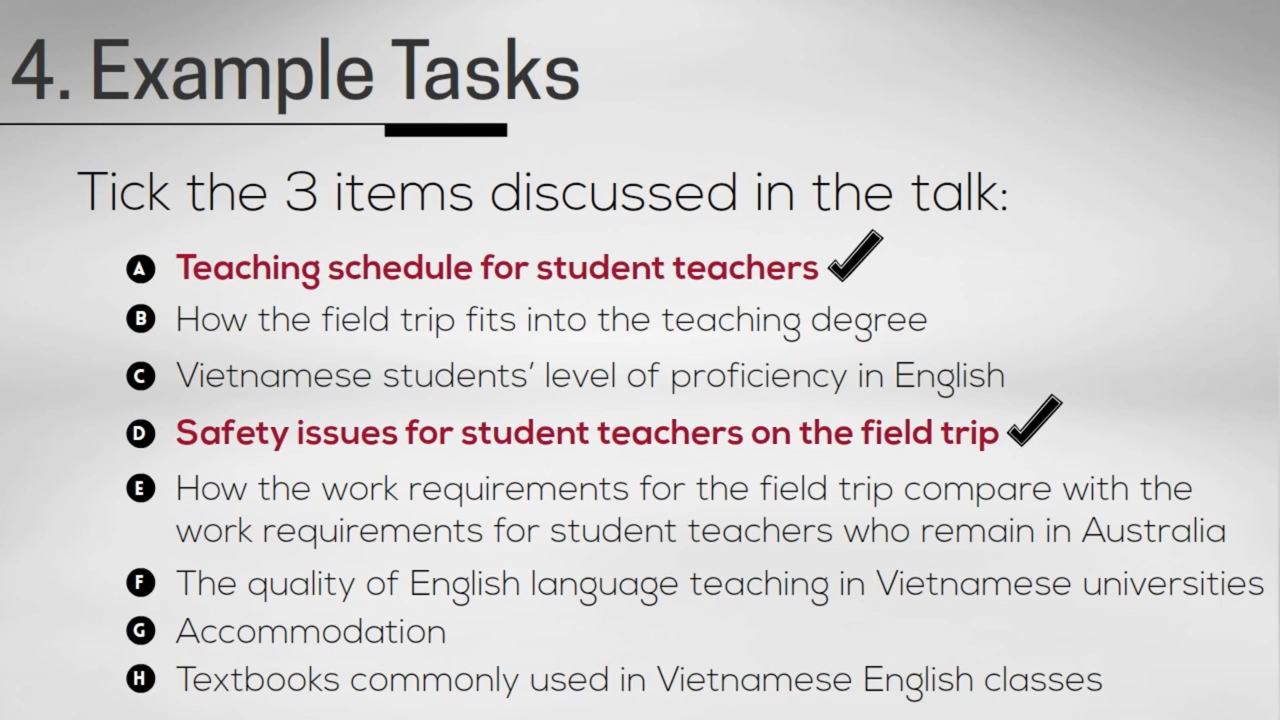 4. Example Tasks
Tick the 3 items discussed in the talk:
A Teaching schedule for student teachers
B How the field trip fits into the teaching degree
C Vietnamese students' level of proficiency in English
D Safety issues for student teachers on the field trip
E How the work requirements for the field trip compare with the
work requirements for student teachers who remain in Australia
F The quality of English language teaching in Vietnamese universities
G Accommodation
H Textbooks commonly used in Vietnamese English classes